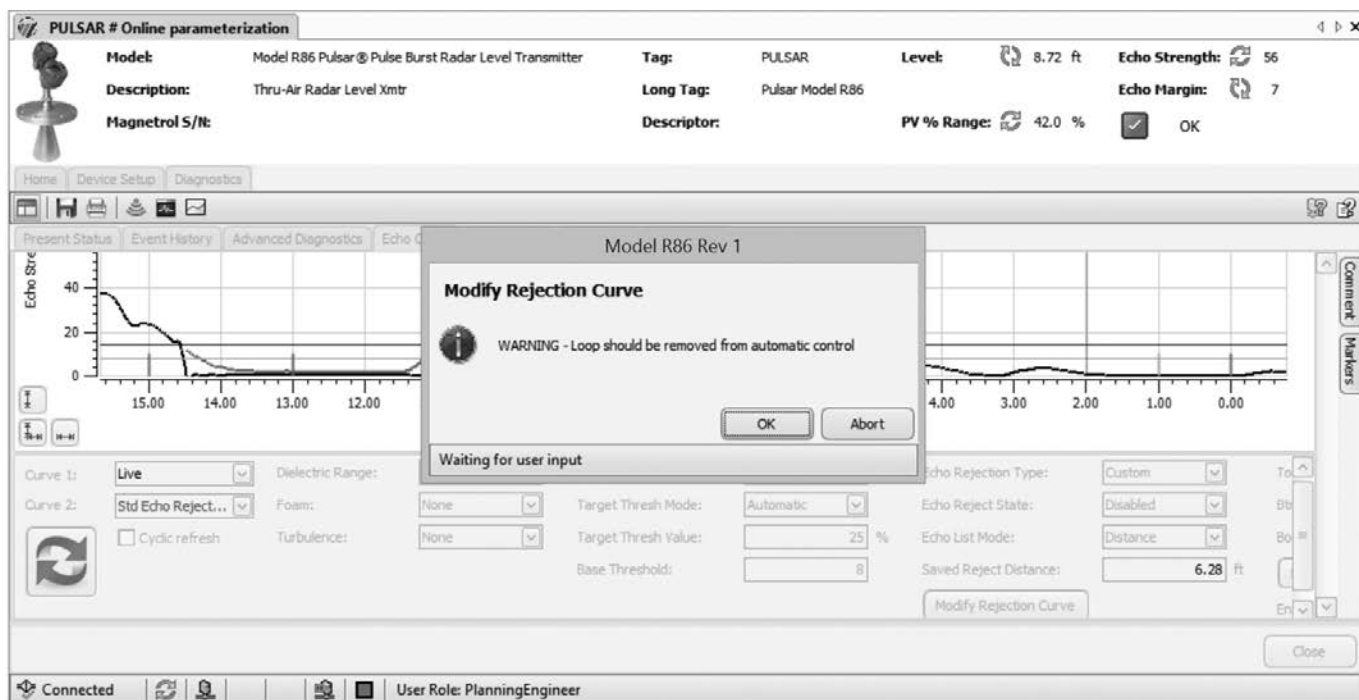 PULSAR # Online parameterization
Model: Model R86 Pulsar® Pulse Burst Radar Level Transmitter Tag: PULSAR Level: 8.72 ft Echo Strength: 56
Description: Thru-Air Radar Level Xmtr Long Tag: Pulsar Model R86 Echo Margin: 7
Magnetrol S/N: Descriptor: PV % Range: 42.0 % OK
Home Device Setup Diagnostics
Present Status Event History Advanced Diagnostics Echo
Model R86 Rev 1
Modify Rejection Curve
WARNING - Loop should be removed from automatic control
OK Abort
Waiting for user input
Echo
40
20
0
15.00 14.00 13.00 12.00 4.00 3.00 2.00 1.00 0.00
Comment
Markers
Curve 1: Live Dielectric Range: Echo Rejection Type: Custom
Curve 2: Std Echo Reject... Foam: None Target Thresh Mode: Automatic Echo Reject State: Disabled
Cyclic refresh Turbulence: None Target Thresh Value: 25 % Echo List Mode: Distance
Base Threshold: 8 Saved Reject Distance: 6.28 ft
Modify Rejection Curve
Close
Connected User Role: PlanningEngineer